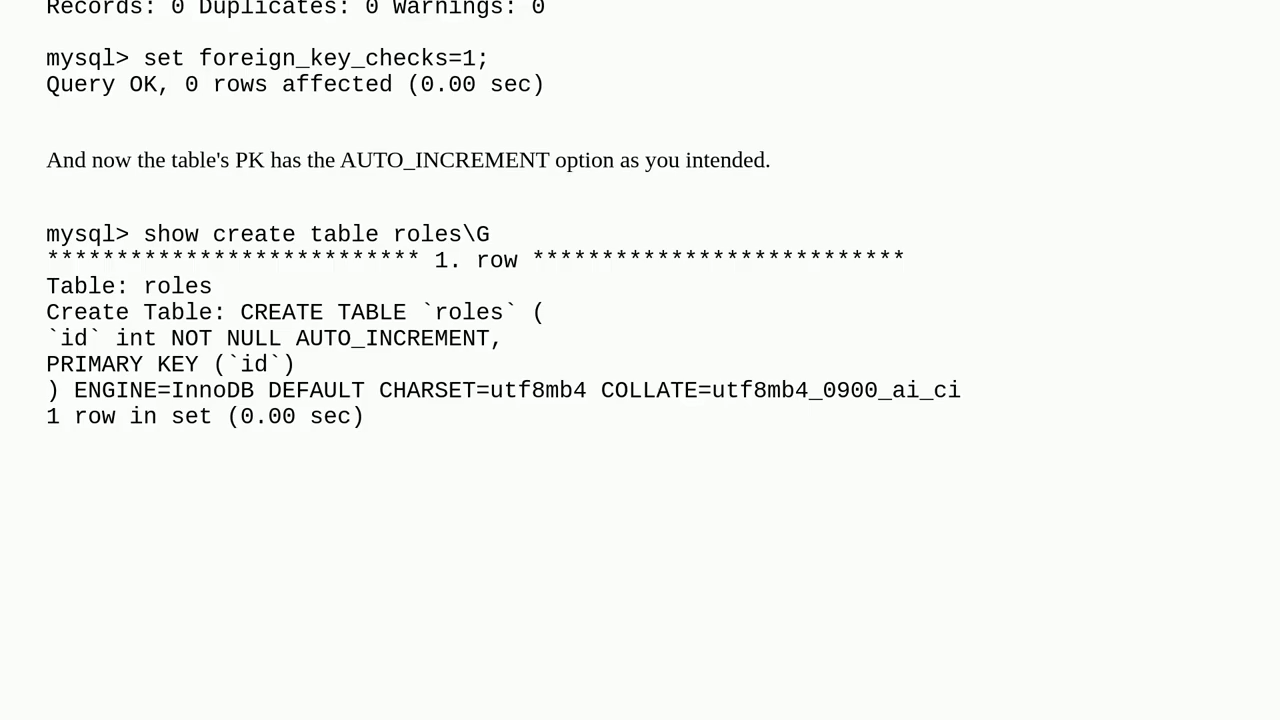 Records: 0 Duplicates: 0 Warnings: 0
mysql> set foreign_key_checks=1;
Query OK, 0 rows affected (0.00 sec)
And now the table's PK has the AUTO_INCREMENT option as you intended.
mysql> show create table roles\G
*************************** 1. row ***************************
Table: roles
Create Table: CREATE TABLE `roles` (
`id` int NOT NULL AUTO_INCREMENT,
PRIMARY KEY (`id`)
) ENGINE=InnoDB DEFAULT CHARSET=utf8mb4 COLLATE=utf8mb4_0900_ai_ci
1 row in set (0.00 sec)